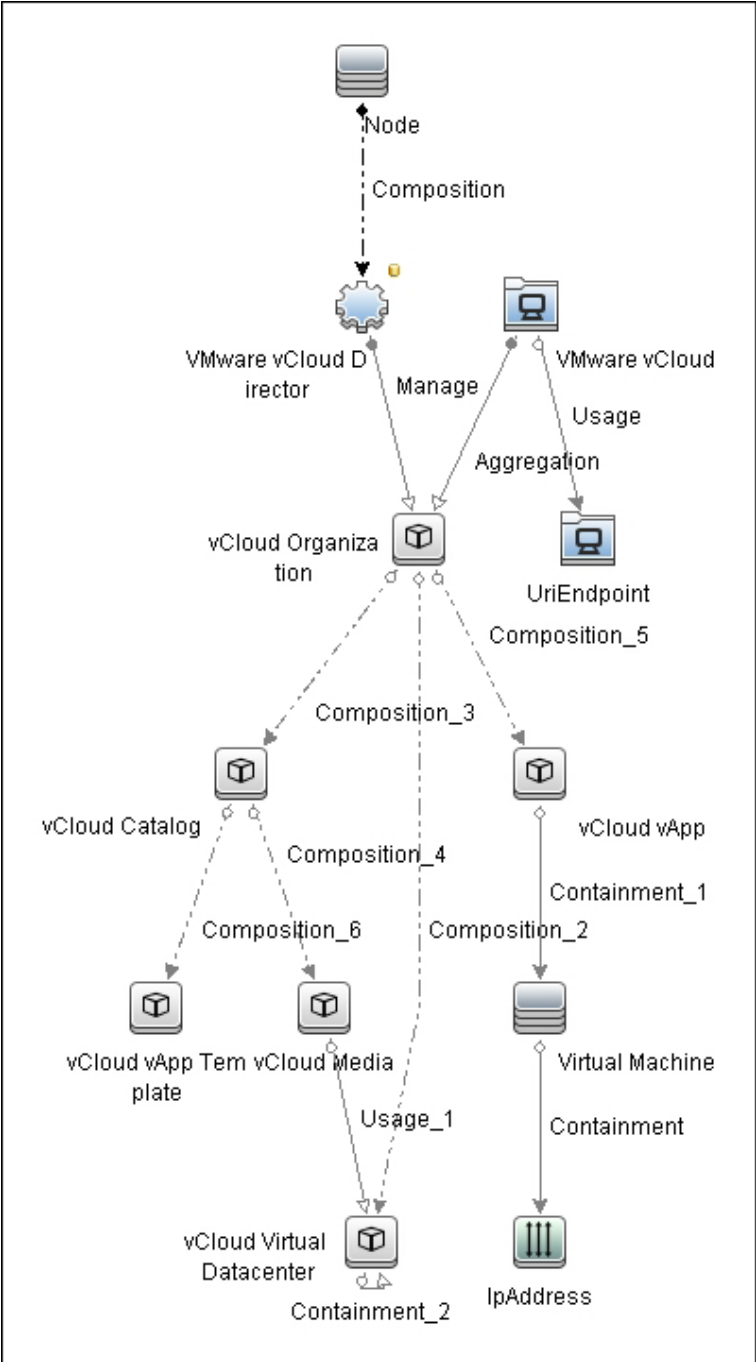 Node
Composition
VMware vCloud D
irector
VMware vCloud
Manage
Usage
Aggregation
vCloud Organiza
tion
UriEndpoint
Composition_5
Composition_3
vCloud Catalog
vCloud vApp
Composition_4
Containment_1
Composition_6
Composition_2
vCloud vApp Tem
plate
vCloud Media
Virtual Machine
Usage_1
Containment
vCloud Virtual
Datacenter
IpAddress
Containment_2